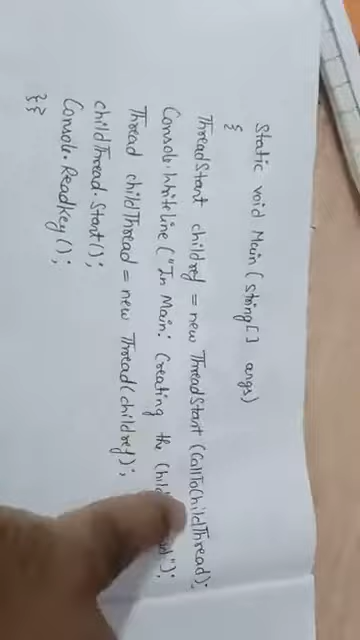 Static void Main (string[] args)
{
ThreadStart childref = new ThreadStart (CallToChildThread);
Console.WriteLine ("In Main: Creating the Child");
Thread childThread = new Thread(childref);
childThread.Start();
Console.ReadKey();
}}